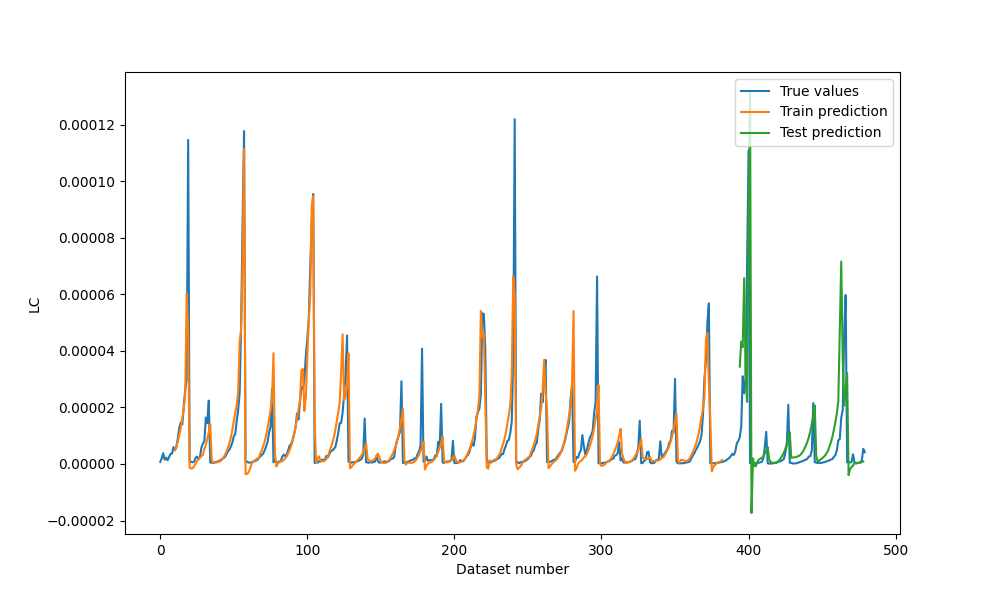 True values
Train prediction
Test prediction
0.00012
0.00010
0.00008
0.00006
0.00004
0.00002
0.00000
−0.00002
LC
0 100 200 300 400 500
Dataset number